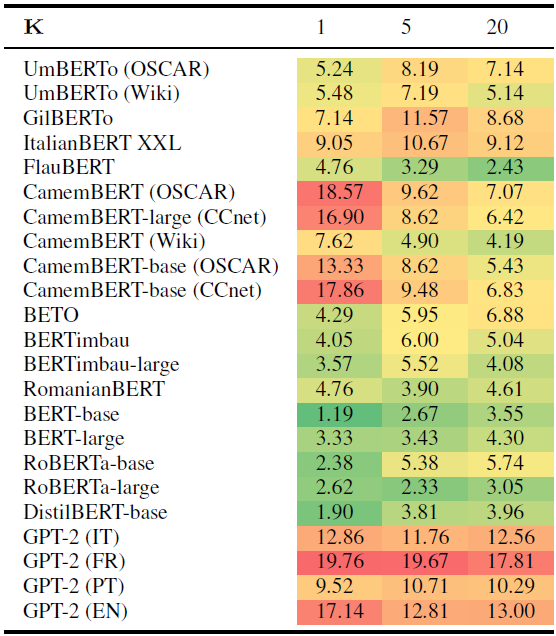 K 1 5 20
UmBERTo (OSCAR) 5.24 8.19 7.14
UmBERTo (Wiki) 5.48 7.19 5.14
GilBERTo 7.14 11.57 8.68
ItalianBERT XXL 9.05 10.67 9.12
FlauBERT 4.76 3.29 2.43
CamemBERT (OSCAR) 18.57 9.62 7.07
CamemBERT-large (CCnet) 16.90 8.62 6.42
CamemBERT (Wiki) 7.62 4.90 4.19
CamemBERT-base (OSCAR) 13.33 8.62 5.43
CamemBERT-base (CCnet) 17.86 9.48 6.83
BETO 4.29 5.95 6.88
BERTimbau 4.05 6.00 5.04
BERTimbau-large 3.57 5.52 4.08
RomanianBERT 4.76 3.90 4.61
BERT-base 1.19 2.67 3.55
BERT-large 3.33 3.43 4.30
RoBERTa-base 2.38 5.38 5.74
RoBERTa-large 2.62 2.33 3.05
DistilBERT-base 1.90 3.81 3.96
GPT-2 (IT) 12.86 11.76 12.56
GPT-2 (FR) 19.76 19.67 17.81
GPT-2 (PT) 9.52 10.71 10.29
GPT-2 (EN) 17.14 12.81 13.00